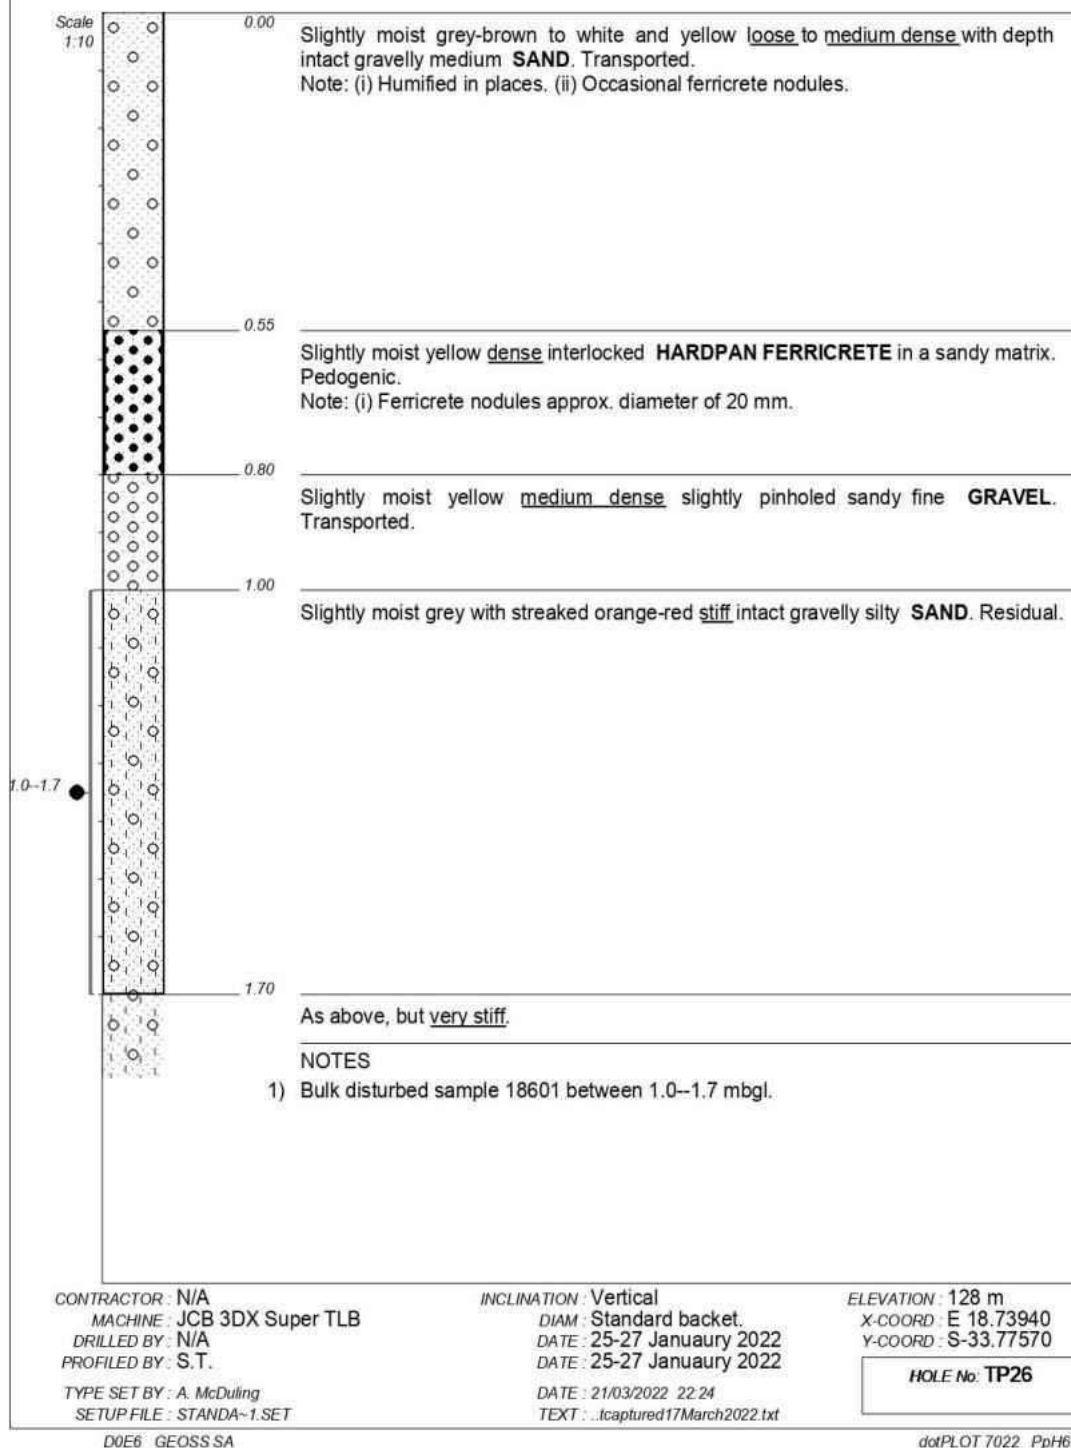 Scale
1:10
0.00
Slightly moist grey-brown to white and yellow loose to medium dense with depth
intact gravelly medium SAND. Transported.
Note: (i) Humified in places. (ii) Occasional ferricrete nodules.
0.55
Slightly moist yellow dense interlocked HARDPAN FERRICRETE in a sandy matrix.
Pedogenic.
Note: (i) Ferricrete nodules approx. diameter of 20 mm.
0.80
Slightly moist yellow medium dense slightly pinholed sandy fine GRAVEL.
Transported.
1.00
Slightly moist grey with streaked orange-red stiff intact gravelly silty SAND. Residual.
1.0--1.7
1.70
As above, but very stiff.
NOTES
1) Bulk disturbed sample 18601 between 1.0--1.7 mbgl.
CONTRACTOR : N/A
MACHINE : JCB 3DX Super TLB
DRILLED BY : N/A
PROFILED BY : S.T.
TYPE SET BY : A. McDuling
SETUP FILE : STANDA~1.SET
INCLINATION : Vertical
DIAM : Standard backet.
DATE : 25-27 Januaury 2022
DATE : 25-27 Januaury 2022
DATE : 21/03/2022 22:24
TEXT : ..tcaptured17March2022.txt
ELEVATION : 128 m
X-COORD : E 18.73940
Y-COORD : S-33.77570
HOLE No: TP26
D0E6 GEOSS SA
dotPLOT 7022 PpH6